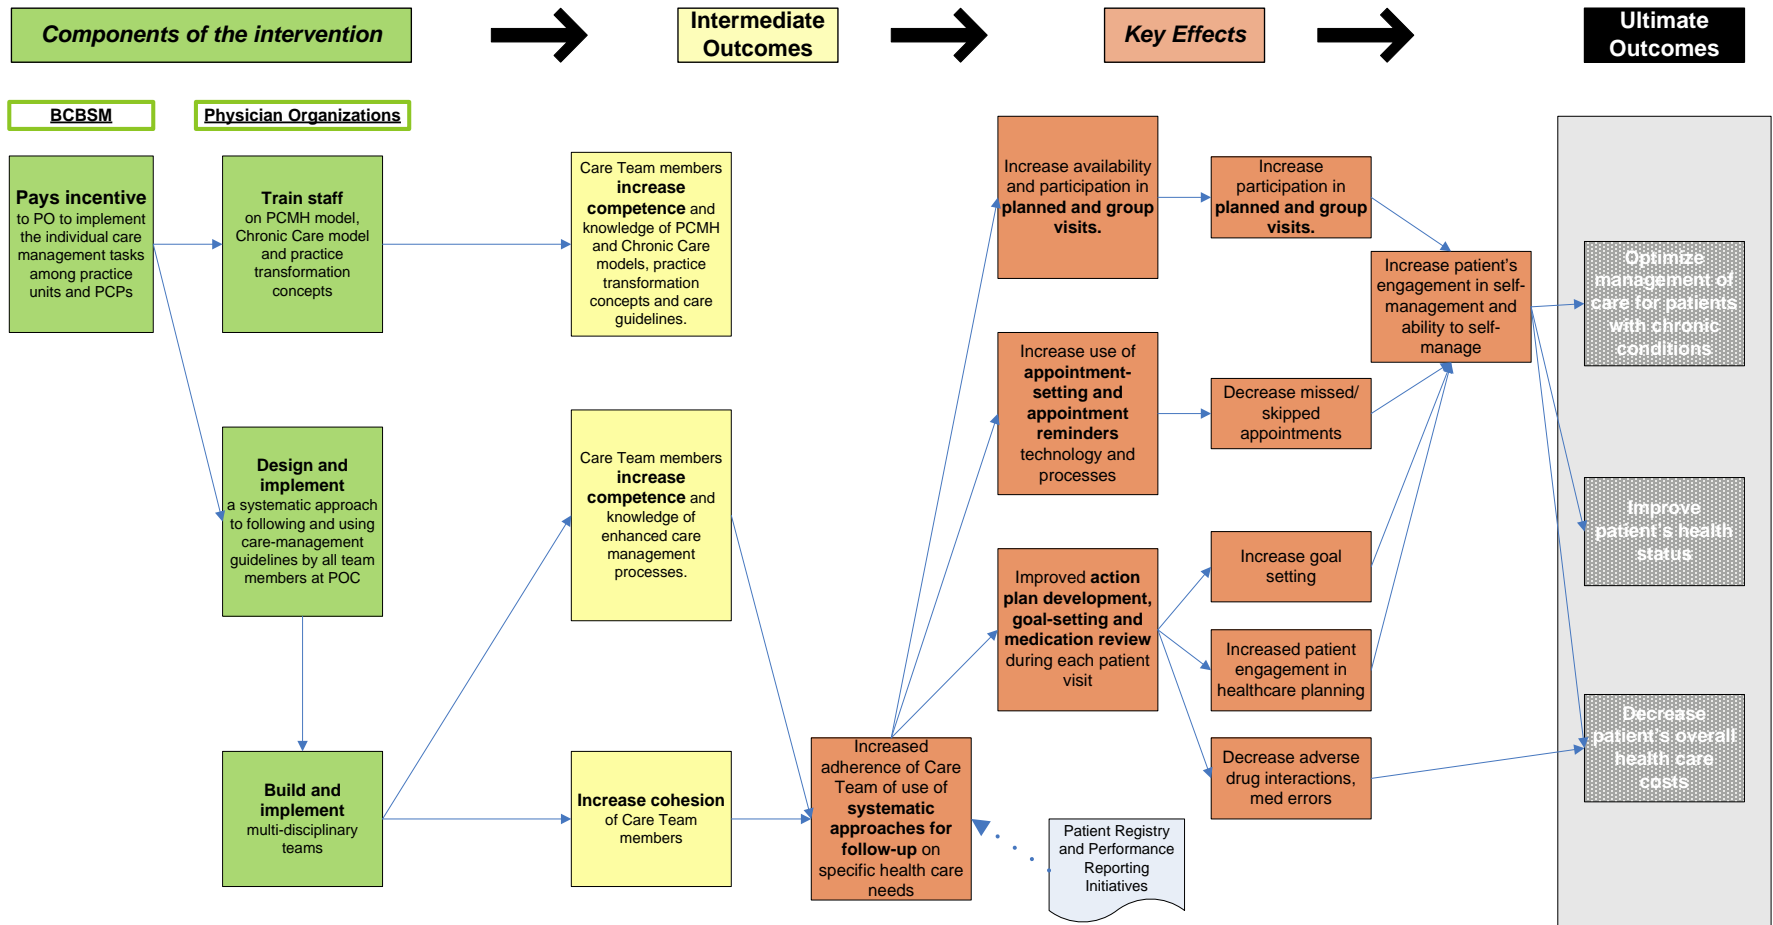 Components of the intervention
Intermediate
Outcomes
Key Effects
Ultimate
Outcomes
BCBSM
Physician Organizations
Pays incentive
to PO to implement
the individual care
management tasks
among practice
units and PCPs
Train staff
on PCMH model,
Chronic Care model
and practice
transformation
concepts
Care Team members
increase
competence and
knowledge of PCMH
and Chronic Care
models, practice
transformation
concepts and care
guidelines.
Increase availability
and participation in
planned and group
visits.
Increase
participation in
planned and group
visits.
Increase patient's
engagement in self-
management and
ability to self-
manage
Optimize
management of
care for patients
with chronic
conditions
Design and
implement
a systematic approach
to following and using
care-management
guidelines by all team
members at POC
Care Team members
increase
competence and
knowledge of
enhanced care
management
processes.
Increase use of
appointment-
setting and
appointment
reminders
technology and
processes
Decrease missed/
skipped
appointments
Improve
patient's health
status
Improved action
plan development,
goal-setting and
medication review
during each patient
visit
Increase goal
setting
Increased patient
engagement in
healthcare planning
Decrease adverse
drug interactions,
med errors
Decrease
patient's overall
health care
costs
Build and
implement
multi-disciplinary
teams
Increase cohesion
of Care Team
members
Increased
adherence of Care
Team of use of
systematic
approaches for
follow-up on
specific health care
needs
Patient Registry
and Performance
Reporting
Initiatives